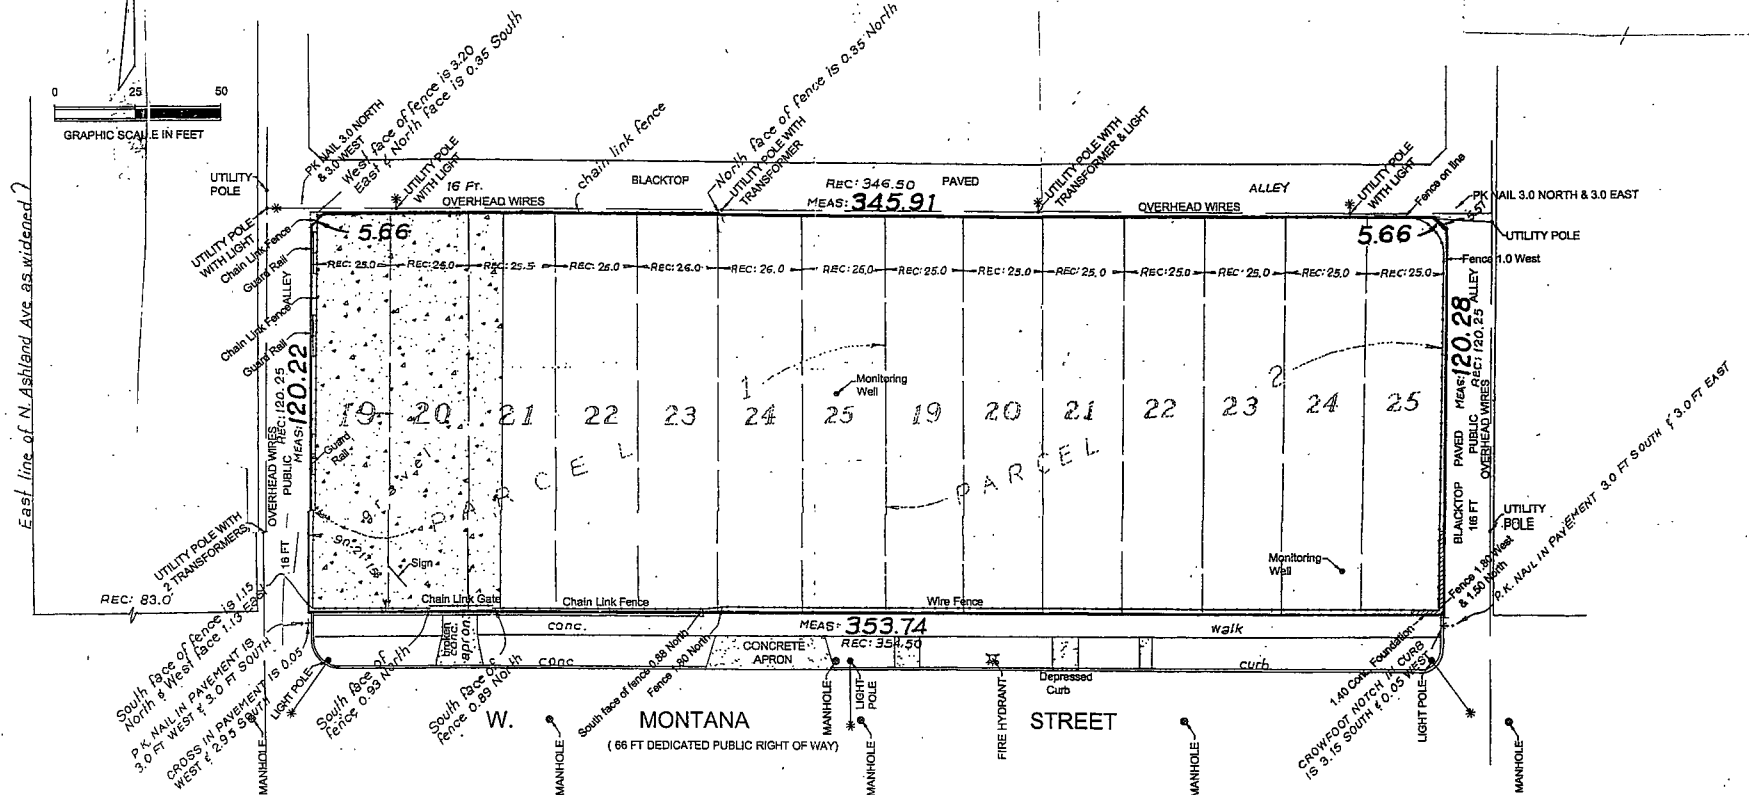 0 25 50
GRAPHIC SCALE IN FEET
East line of N. Ashland Ave as widened ?
PK NAIL 3.0 NORTH
& 3.0 WEST
West face of fence is 3.20
East & North face is 0.35 South
UTILITY POLE
WITH LIGHT
chain link fence
North face of fence is 0.35 North
UTILITY POLE WITH
TRANSFORMER
UTILITY POLE WITH
TRANSFORMER & LIGHT
UTILITY POLE
WITH LIGHT
Fence on line
PK NAIL 3.0 NORTH & 3.0 EAST
UTILITY
POLE
16 Ft.
BLACKTOP
REC: 346.50
PAVED
ALLEY
OVERHEAD WIRES
MEAS: 345.91
OVERHEAD WIRES
UTILITY POLE
UTILITY POLE
WITH LIGHT
Chain Link Fence
Guard Rail
Chain Link Fence
Guard Rail
5.66
5.66
Fence 1.0 West
REC: 25.0
REC: 25.0
REC: 25.5
REC: 26.0
REC: 26.0
REC: 26.0
REC: 25.0
REC: 25.0
REC: 25.0
REC: 25.0
REC: 25.0
REC: 25.0
REC: 25.0
REC: 25.0
OVERHEAD WIRES
16 FT PUBLIC ALLEY
REC: 120.25
MEAS: 120.22
1
2
Monitoring
Well
19 20 21 22 23 24 25 19 20 21 22 23 24 25
Guard
Rail
gravel
PARCEL
PARCEL
BLACKTOP PAVED
MEAS: 120.28
16 FT PUBLIC ALLEY
REC: 120.25
OVERHEAD WIRES
UTILITY
POLE
UTILITY POLE WITH
2 TRANSFORMERS
Sign
Monitoring
Well
Fence 1.80 West
& 1.50 North
P.K. NAIL IN PAVEMENT 3.0 FT SOUTH & 3.0 FT EAST
REC: 83.0
Chain Link Gate
Chain Link Fence
Wire Fence
conc.
MEAS: 353.74
walk
REC: 354.50
broken
conc.
apron.
conc
CONCRETE
APRON
curb
Depressed
Curb
South face of fence is 1.15
North & West face 1.13 East
P.K. NAIL IN PAVEMENT IS
3.0 FT WEST & 3.0 FT SOUTH
CROSS IN PAVEMENT IS 0.05
WEST & 2.95 SOUTH
LIGHT POLE
South face of
fence 0.93 North
South face of
fence 0.89 North
South face of fence 0.88 North
Fence 1.80 North
MANHOLE
LIGHT
POLE
FIRE HYDRANT
1.40 Conc Foundation
CROWFOOT NOTCH IN CURB
IS 3.15 SOUTH & 0.05 WEST
LIGHT POLE
W. MONTANA STREET
( 66 FT DEDICATED PUBLIC RIGHT OF WAY)
MANHOLE
MANHOLE
MANHOLE
MANHOLE
MANHOLE